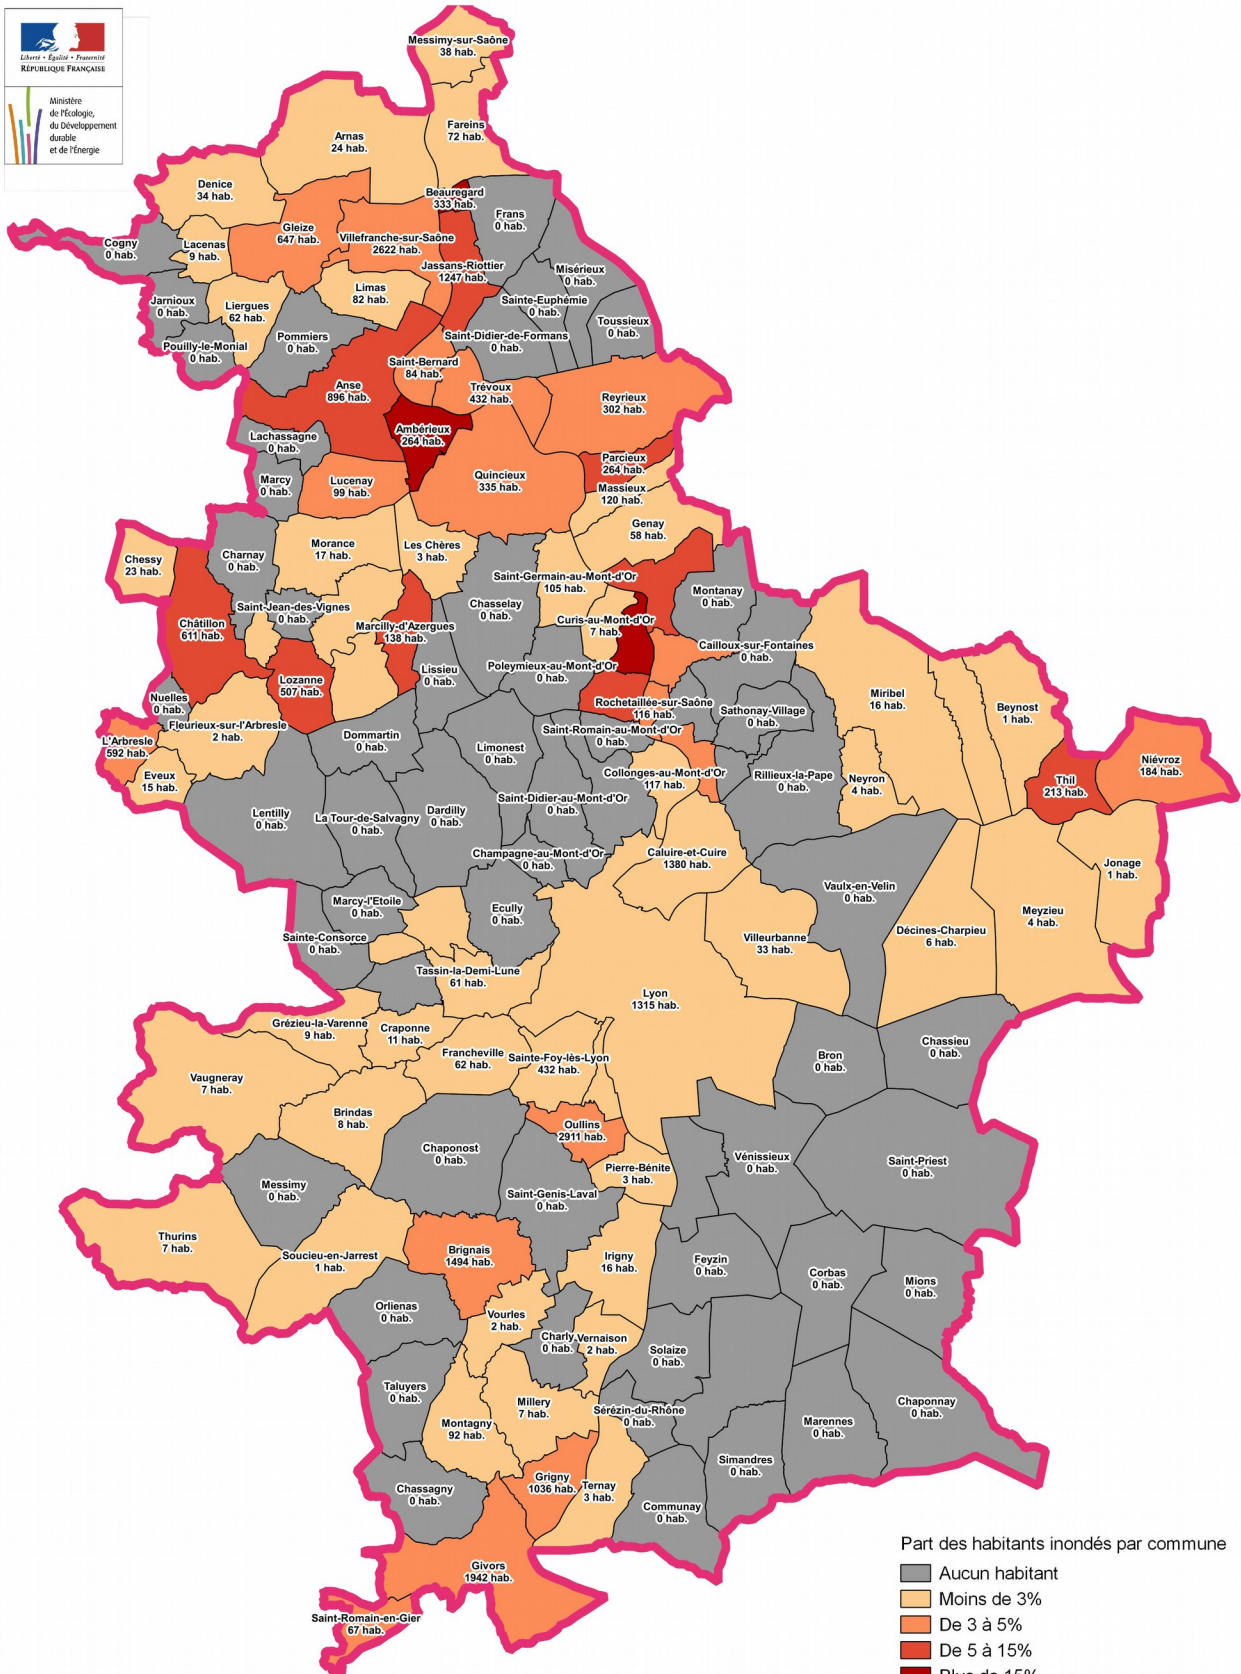 Liberté • Égalité • Fraternité
RÉPUBLIQUE FRANÇAISE
Ministère
de l'Écologie,
du Développement
durable
et de l'Énergie
Messimy-sur-Saône
38 hab.
Fareins
72 hab.
Arnas
24 hab.
Denice
34 hab.
Beauregard
333 hab.
Frans
0 hab.
Gleize
647 hab.
Villefranche-sur-Saône
2622 hab.
Cogny
0 hab.
Lacenas
9 hab.
Jassans-Riottier
1247 hab.
Misérieux
0 hab.
Limas
82 hab.
Jarnioux
0 hab.
Liergues
62 hab.
Sainte-Euphémie
0 hab.
Toussieux
0 hab.
Pommiers
0 hab.
Saint-Didier-de-Formans
0 hab.
Pouilly-le-Monial
0 hab.
Saint-Bernard
84 hab.
Anse
896 hab.
Trévoux
432 hab.
Reyrieux
302 hab.
Lachassagne
0 hab.
Ambérieux
264 hab.
Parcieux
264 hab.
Marcy
0 hab.
Lucenay
99 hab.
Quincieux
335 hab.
Massieux
120 hab.
Genay
58 hab.
Chessy
23 hab.
Charnay
0 hab.
Morance
17 hab.
Les Chères
3 hab.
Saint-Germain-au-Mont-d'Or
105 hab.
Montanay
0 hab.
Saint-Jean-des-Vignes
0 hab.
Chasselay
0 hab.
Châtillon
611 hab.
Marcilly-d'Azergues
138 hab.
Curis-au-Mont-d'Or
7 hab.
Cailloux-sur-Fontaines
0 hab.
Lissieu
0 hab.
Poleymieux-au-Mont-d'Or
0 hab.
Lozanne
507 hab.
Nuelles
0 hab.
Rochetaillée-sur-Saône
116 hab.
Sathonay-Village
0 hab.
Miribel
16 hab.
Beynost
1 hab.
Fleurieux-sur-l'Arbresle
2 hab.
Saint-Romain-au-Mont-d'Or
0 hab.
L'Arbresle
592 hab.
Dommartin
0 hab.
Limonest
0 hab.
Niévroz
184 hab.
Eveux
15 hab.
Collonges-au-Mont-d'Or
117 hab.
Rillieux-la-Pape
0 hab.
Neyron
4 hab.
Thil
213 hab.
Lentilly
0 hab.
La Tour-de-Salvagny
0 hab.
Dardilly
0 hab.
Saint-Didier-au-Mont-d'Or
0 hab.
Champagne-au-Mont-d'Or
0 hab.
Caluire-et-Cuire
1380 hab.
Jonage
1 hab.
Vaulx-en-Velin
0 hab.
Marcy-l'Etoile
0 hab.
Ecully
0 hab.
Meyzieu
4 hab.
Sainte-Consorce
0 hab.
Villeurbanne
33 hab.
Décines-Charpieu
6 hab.
Tassin-la-Demi-Lune
61 hab.
Lyon
1315 hab.
Grézieu-la-Varenne
9 hab.
Craponne
11 hab.
Francheville
62 hab.
Sainte-Foy-lès-Lyon
432 hab.
Bron
0 hab.
Chassieu
0 hab.
Vaugneray
7 hab.
Brindas
8 hab.
Oullins
2911 hab.
Chaponost
0 hab.
Vénissieux
0 hab.
Saint-Priest
0 hab.
Pierre-Bénite
3 hab.
Messimy
0 hab.
Saint-Genis-Laval
0 hab.
Thurins
7 hab.
Soucieu-en-Jarrest
1 hab.
Brignais
1494 hab.
Irigny
16 hab.
Feyzin
0 hab.
Corbas
0 hab.
Mions
0 hab.
Orlienas
0 hab.
Vourles
2 hab.
Charly
0 hab.
Vernaison
2 hab.
Solaize
0 hab.
Taluyers
0 hab.
Millery
7 hab.
Sérézin-du-Rhône
0 hab.
Chaponnay
0 hab.
Montagny
92 hab.
Marennes
0 hab.
Simandres
0 hab.
Chassagny
0 hab.
Grigny
1036 hab.
Ternay
3 hab.
Communay
0 hab.
Givors
1942 hab.
Saint-Romain-en-Gier
67 hab.
Part des habitants inondés par commune
Aucun habitant
Moins de 3%
De 3 à 5%
De 5 à 15%
Plus de 15%